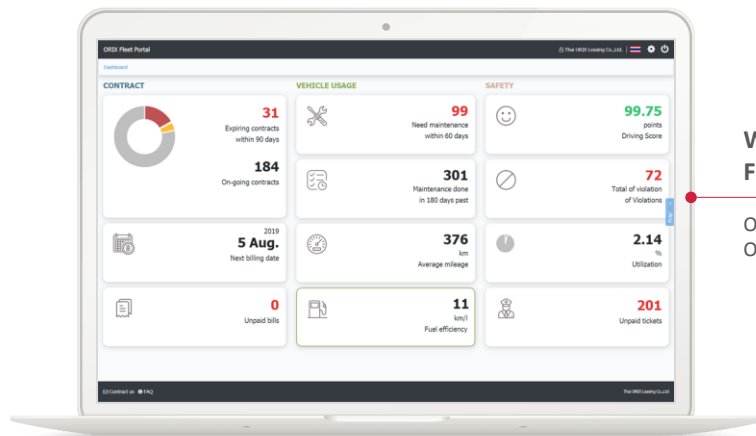 ORIX Fleet Portal
Thai ORIX Leasing Co.,Ltd.
Dashboard
CONTRACT
31
Expiring contracts
within 90 days
184
On-going contracts
2019
5 Aug.
Next billing date
0
Unpaid bills
VEHICLE USAGE
99
Need maintenance
within 60 days
301
Maintenance done
in 180 days past
376
km
Average mileage
11
km/l
Fuel efficiency
SAFETY
99.75
points
Driving Score
72
Total of violation
of Violations
2.14
%
Utilization
201
Unpaid tickets
Contract us
FAQ
Thai ORIX Leasing Co.,Ltd